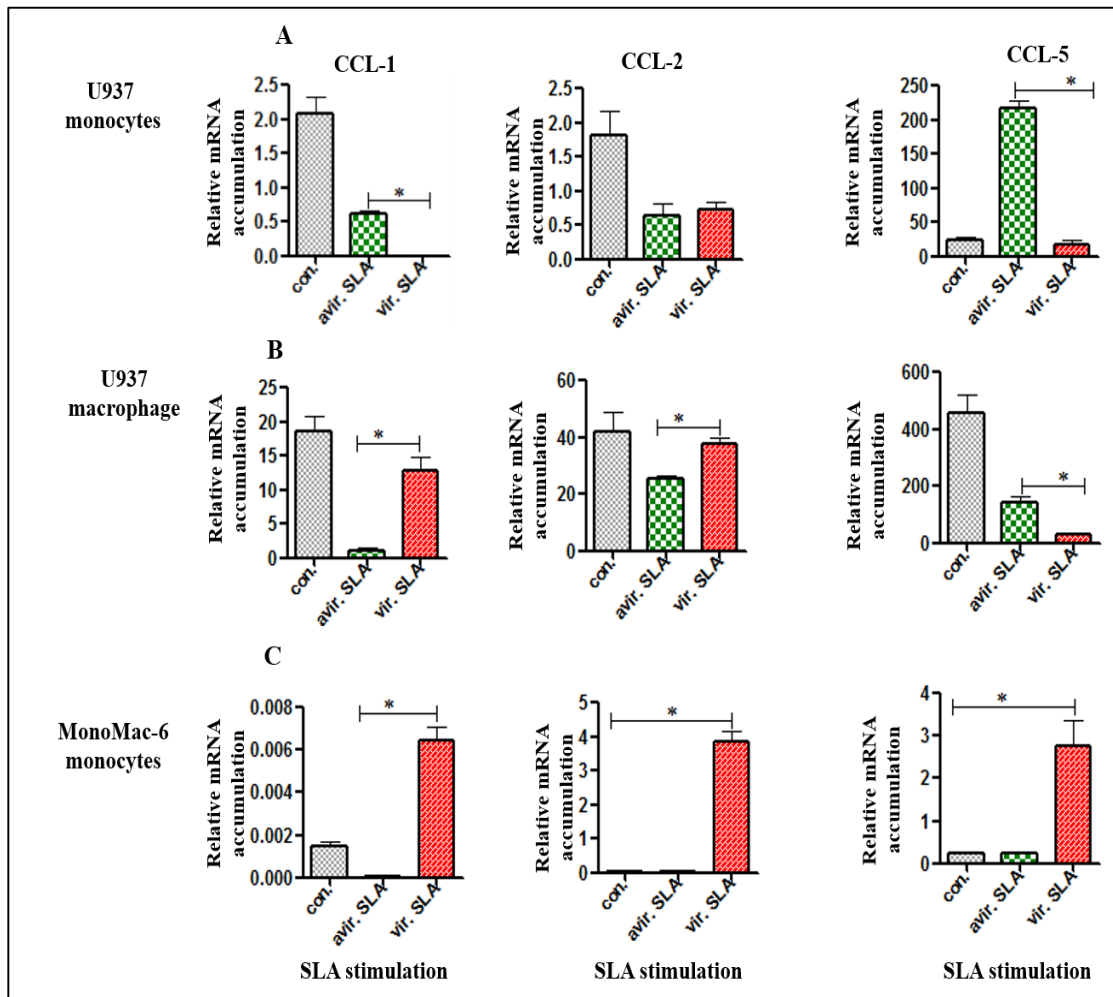 A
CCL-1
CCL-2
CCL-5
U937
monocytes
Relative mRNA
accumulation
2.5
2.0
1.5
1.0
0.5
0.0
*
con.
avir. SLA
vir. SLA
Relative mRNA
accumulation
2.5
2.0
1.5
1.0
0.5
0.0
con.
avir. SLA
vir. SLA
Relative mRNA
accumulation
250
200
150
100
50
0
*
con.
avir. SLA
vir. SLA
B
U937
macrophage
Relative mRNA
accumulation
25
20
15
10
5
0
*
con.
avir. SLA
vir. SLA
Relative mRNA
accumulation
60
40
20
0
*
con.
avir. SLA
vir. SLA
Relative mRNA
accumulation
600
400
200
0
*
con.
avir. SLA
vir. SLA
C
MonoMac-6
monocytes
Relative mRNA
accumulation
0.008
0.006
0.004
0.002
0.000
*
con.
avir. SLA
vir. SLA
Relative mRNA
accumulation
5
4
3
2
1
0
*
con.
avir. SLA
vir. SLA
Relative mRNA
accumulation
4
3
2
1
0
*
con.
avir. SLA
vir. SLA
SLA stimulation
SLA stimulation
SLA stimulation